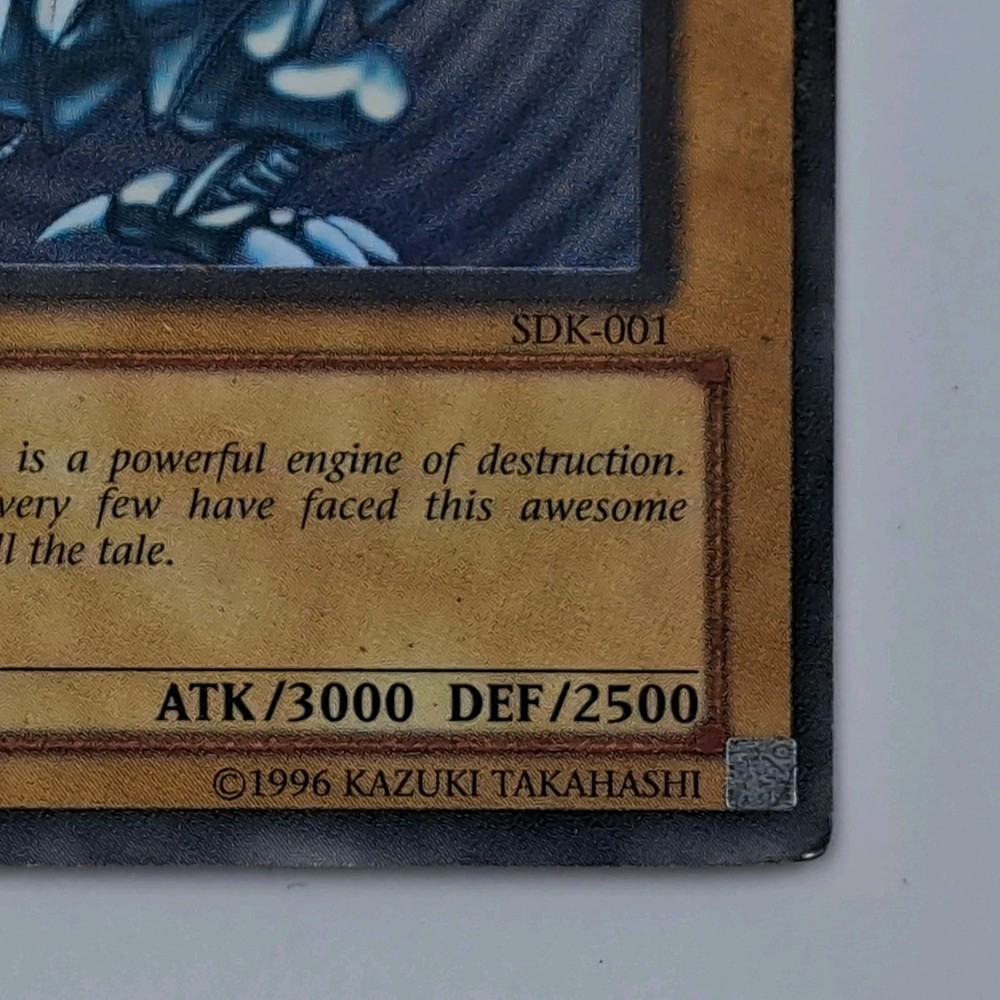 SDK-001
is a powerful engine of destruction.
very few have faced this awesome
ll the tale.
ATK/3000 DEF/2500
©1996 KAZUKI TAKAHASHI